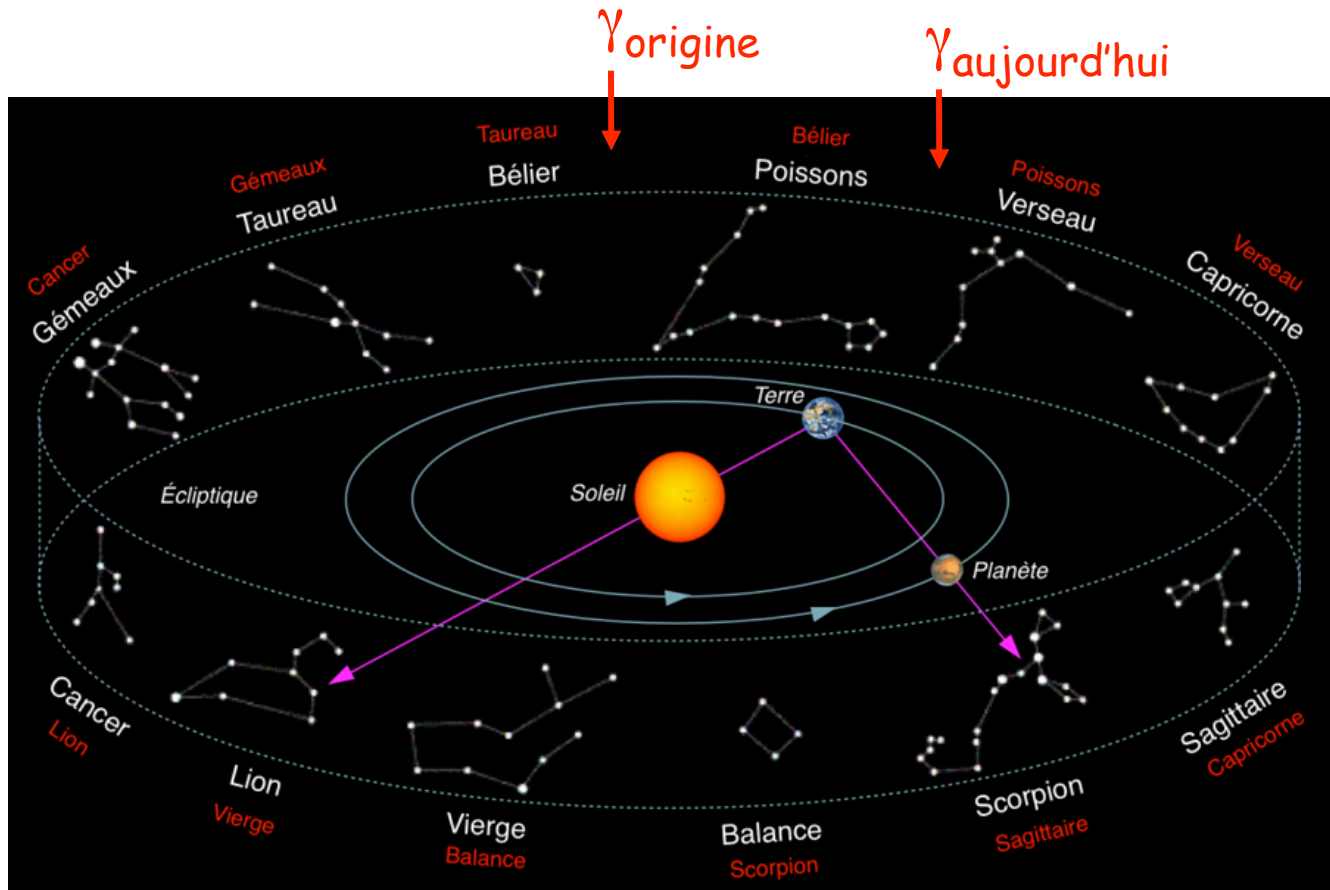 γorigine
γaujourd'hui
Taureau
Bélier
Gémeaux
Poissons
Bélier
Poissons
Taureau
Verseau
Cancer
Verseau
Gémeaux
Capricorne
Terre
Écliptique
Soleil
Planète
Cancer
Sagittaire
Lion
Capricorne
Lion
Scorpion
Vierge
Sagittaire
Vierge
Balance
Balance
Scorpion